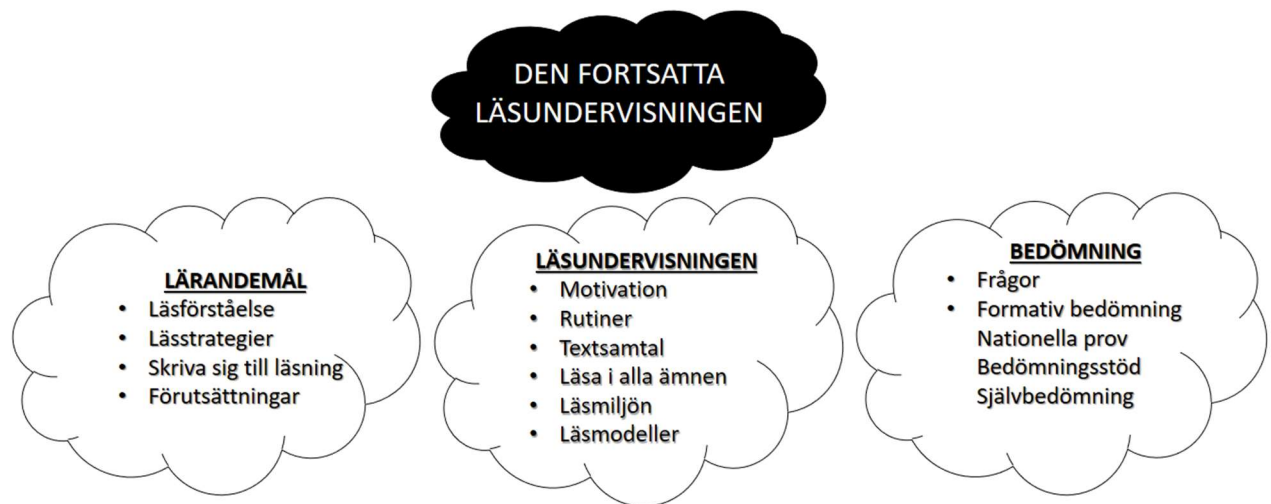 DEN FORTSATTA
LÄSUNDERVISNINGEN
LÄRANDEMÅL
• Läsförståelse
• Lässtrategier
• Skriva sig till läsning
• Förutsättningar
LÄSUNDERVISNINGEN
• Motivation
• Rutiner
• Textsamtal
• Läsa i alla ämnen
• Läsmiljön
• Läsmodeller
BEDÖMNING
• Frågor
• Formativ bedömning
Nationella prov
Bedömningsstöd
Självbedömning